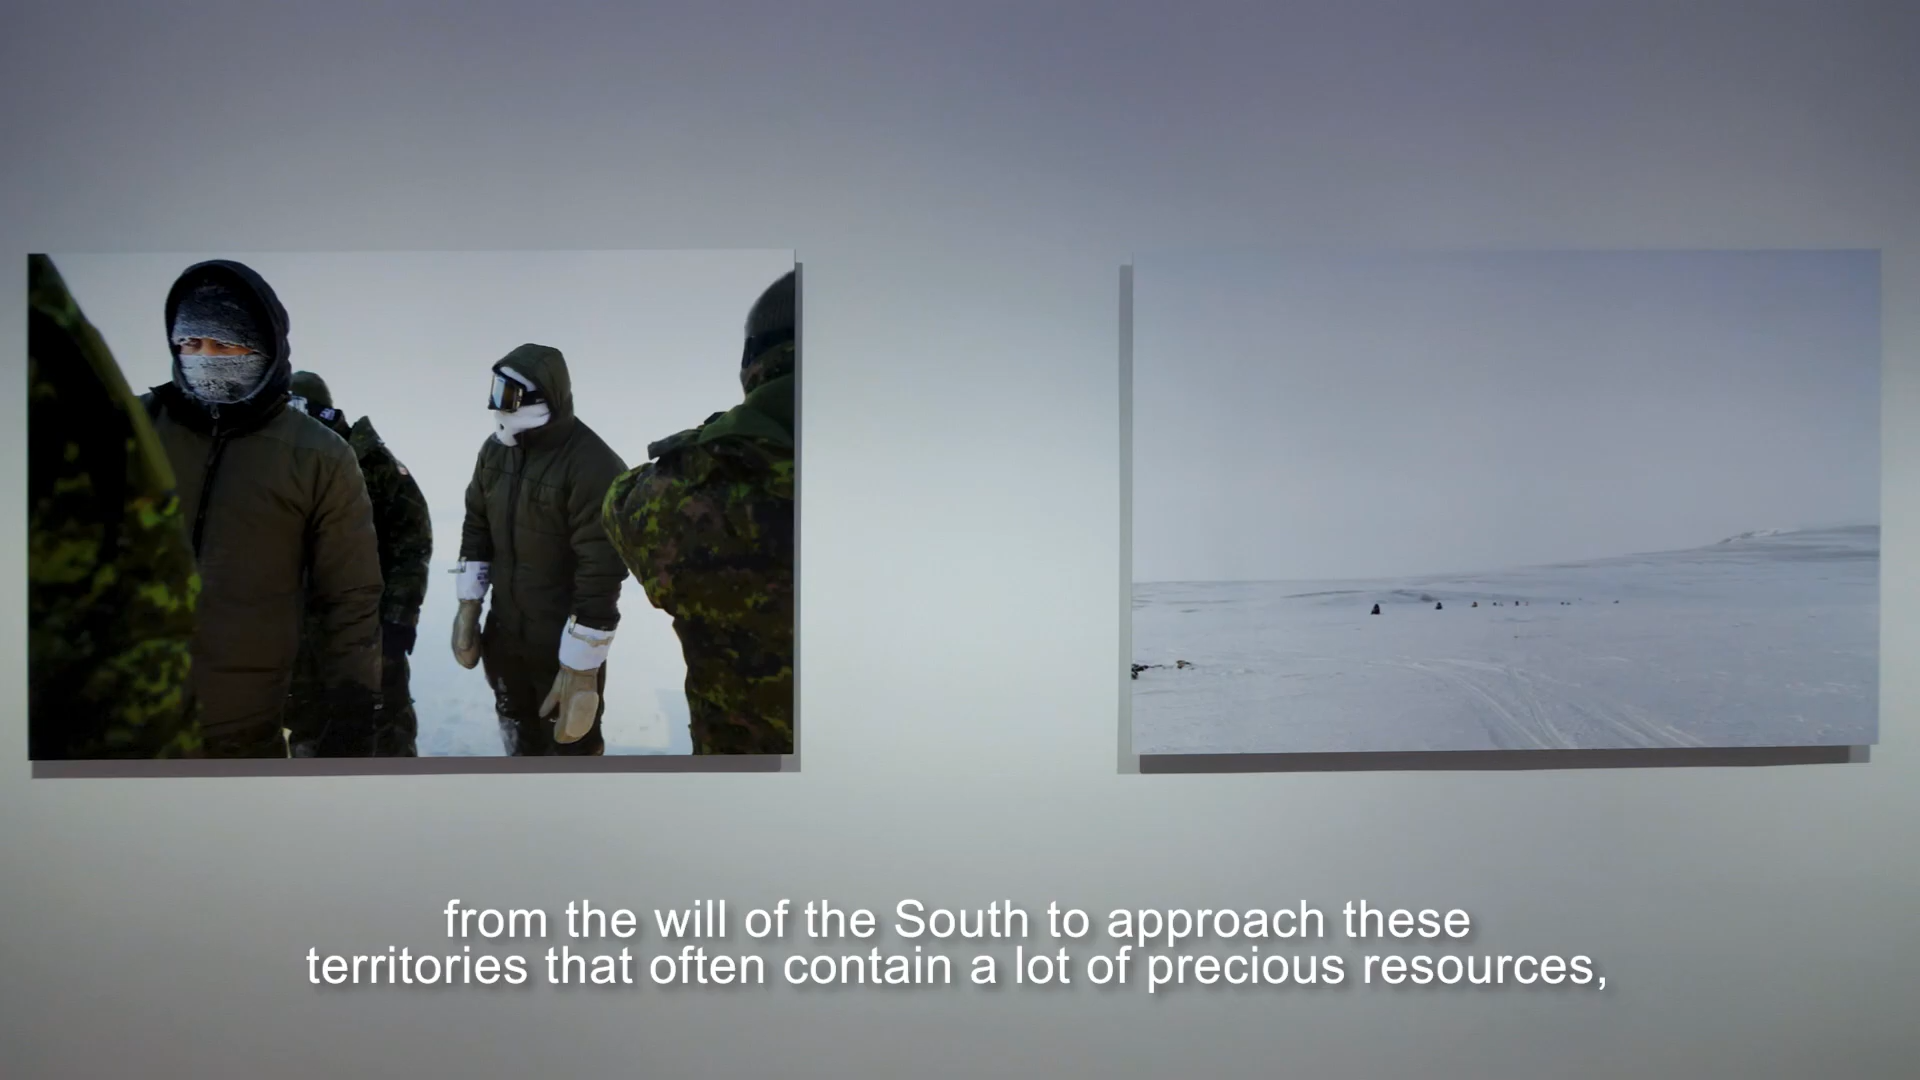 from the will of the South to approach these
territories that often contain a lot of precious resources,